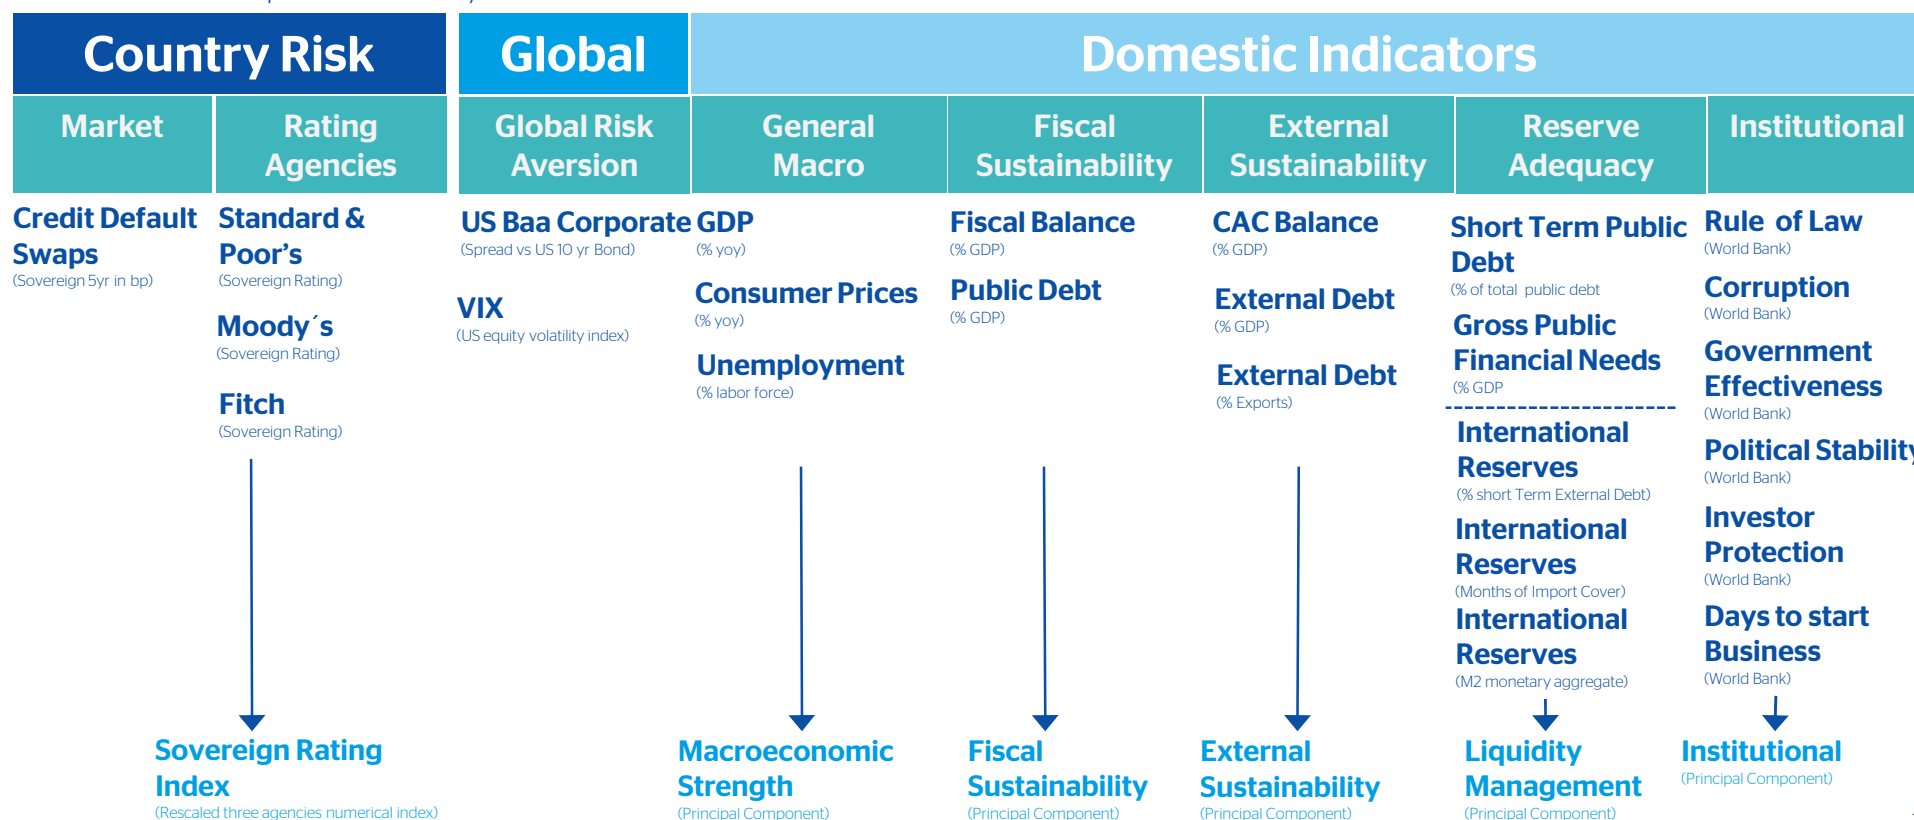 Country Risk
Global
Domestic Indicators
Market
Rating
Agencies
Global Risk
Aversion
General
Macro
Fiscal
Sustainability
External
Sustainability
Reserve
Adequacy
Institutional
Credit Default
Swaps
(Sovereign 5yr in bp)
Standard &
Poor's
(Sovereign Rating)
Moody´s
(Sovereign Rating)
Fitch
(Sovereign Rating)
Sovereign Rating
Index
(Rescaled three agencies numerical index)
US Baa Corporate
(Spread vs US 10 yr Bond)
VIX
(US equity volatility index)
GDP
(% yoy)
Consumer Prices
(% yoy)
Unemployment
(% labor force)
Macroeconomic
Strength
(Principal Component)
Fiscal Balance
(% GDP)
Public Debt
(% GDP)
Fiscal
Sustainability
(Principal Component)
CAC Balance
(% GDP)
External Debt
(% GDP)
External Debt
(% Exports)
External
Sustainability
(Principal Component)
Short Term Public
Debt
(% of total public debt
Gross Public
Financial Needs
(% GDP
International
Reserves
(% short Term External Debt)
International
Reserves
(Months of Import Cover)
International
Reserves
(M2 monetary aggregate)
Liquidity
Management
(Principal Component)
Rule of Law
(World Bank)
Corruption
(World Bank)
Government
Effectiveness
(World Bank)
Political Stability
(World Bank)
Investor
Protection
(World Bank)
Days to start
Business
(World Bank)
Institutional
(Principal Component)